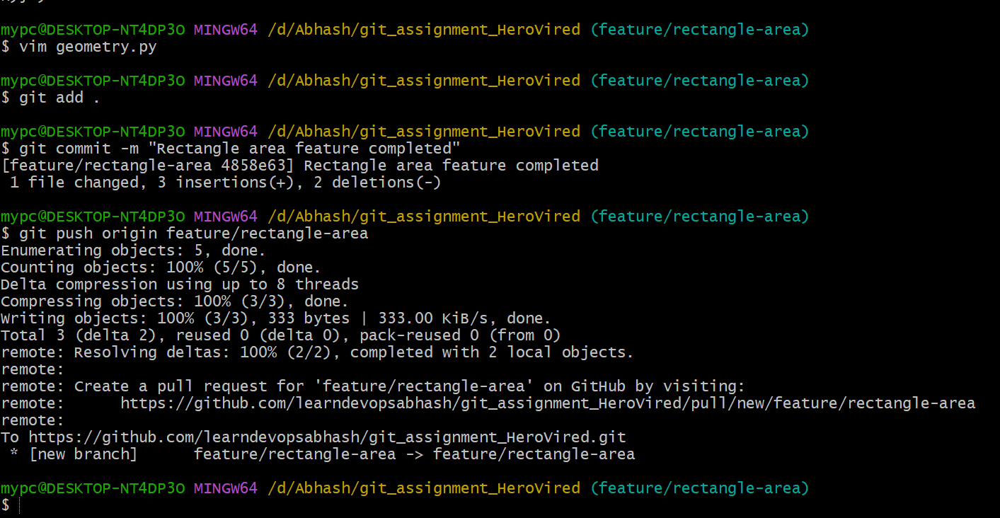 mypc@DESKTOP-NT4DP3O MINGW64 /d/Abhash/git_assignment_HeroVired (feature/rectangle-area)
$ vim geometry.py
mypc@DESKTOP-NT4DP3O MINGW64 /d/Abhash/git_assignment_HeroVired (feature/rectangle-area)
$ git add .
mypc@DESKTOP-NT4DP3O MINGW64 /d/Abhash/git_assignment_HeroVired (feature/rectangle-area)
$ git commit -m "Rectangle area feature completed"
[feature/rectangle-area 4858e63] Rectangle area feature completed
 1 file changed, 3 insertions(+), 2 deletions(-)
mypc@DESKTOP-NT4DP3O MINGW64 /d/Abhash/git_assignment_HeroVired (feature/rectangle-area)
$ git push origin feature/rectangle-area
Enumerating objects: 5, done.
Counting objects: 100% (5/5), done.
Delta compression using up to 8 threads
Compressing objects: 100% (3/3), done.
Writing objects: 100% (3/3), 333 bytes | 333.00 KiB/s, done.
Total 3 (delta 2), reused 0 (delta 0), pack-reused 0 (from 0)
remote: Resolving deltas: 100% (2/2), completed with 2 local objects.
remote:
remote: Create a pull request for 'feature/rectangle-area' on GitHub by visiting:
remote:      https://github.com/learndevopsabhash/git_assignment_HeroVired/pull/new/feature/rectangle-area
remote:
To https://github.com/learndevopsabhash/git_assignment_HeroVired.git
 * [new branch]      feature/rectangle-area -> feature/rectangle-area
mypc@DESKTOP-NT4DP3O MINGW64 /d/Abhash/git_assignment_HeroVired (feature/rectangle-area)
$